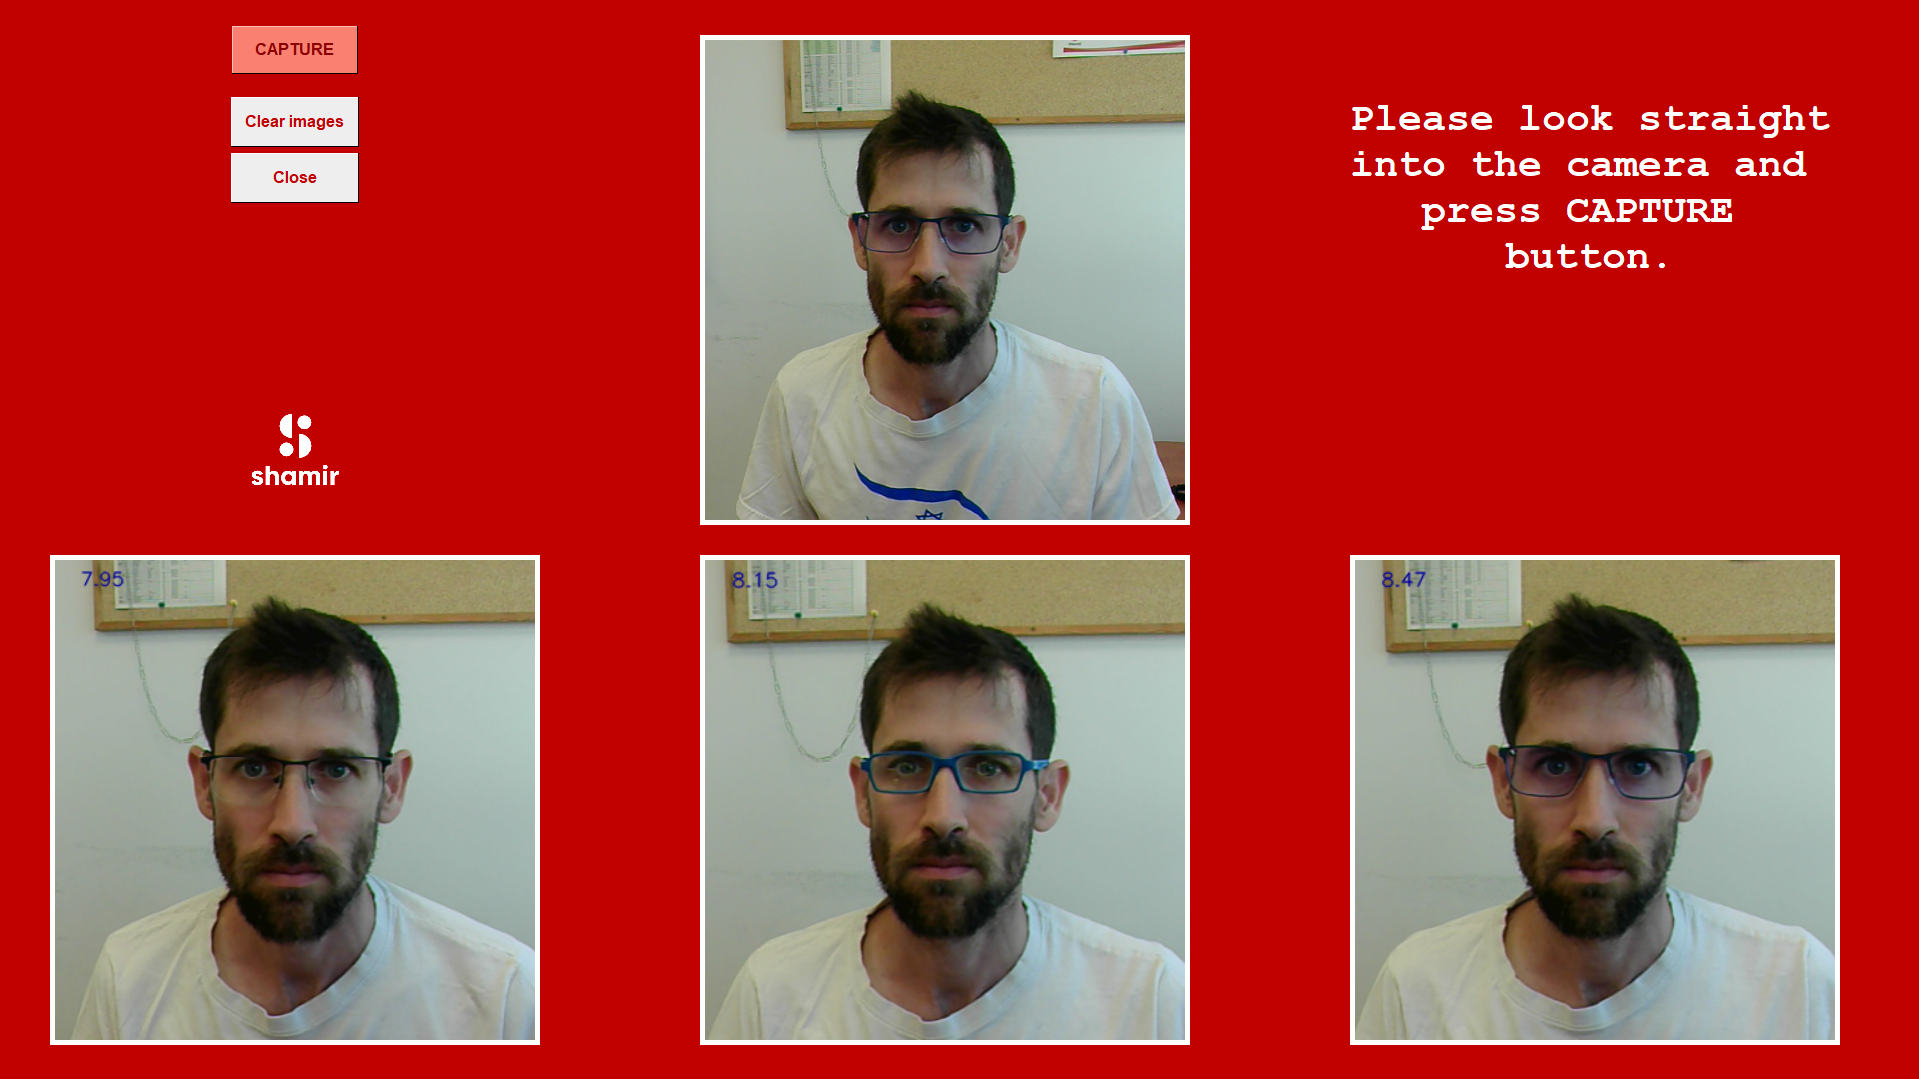 CAPTURE
Clear images
Close
shamir
Please look straight
into the camera and
press CAPTURE
button.
7.95
8.15
8.47